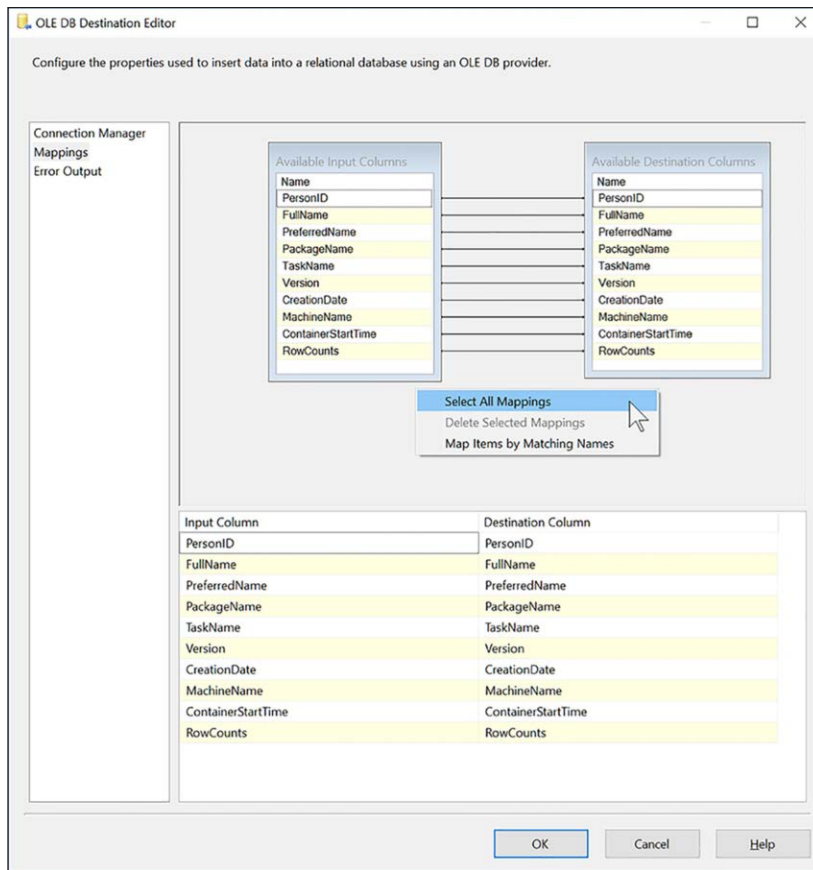 OLE DB Destination Editor
Configure the properties used to insert data into a relational database using an OLE DB provider.
Connection Manager
Mappings
Error Output
Available Input Columns
Name
PersonID
FullName
PreferredName
PackageName
TaskName
Version
CreationDate
MachineName
ContainerStartTime
RowCounts
Available Destination Columns
Name
PersonID
FullName
PreferredName
PackageName
TaskName
Version
CreationDate
MachineName
ContainerStartTime
RowCounts
Select All Mappings
Delete Selected Mappings
Map Items by Matching Names
Input Column Destination Column
PersonID PersonID
FullName FullName
PreferredName PreferredName
PackageName PackageName
TaskName TaskName
Version Version
CreationDate CreationDate
MachineName MachineName
ContainerStartTime ContainerStartTime
RowCounts RowCounts
OK Cancel Help